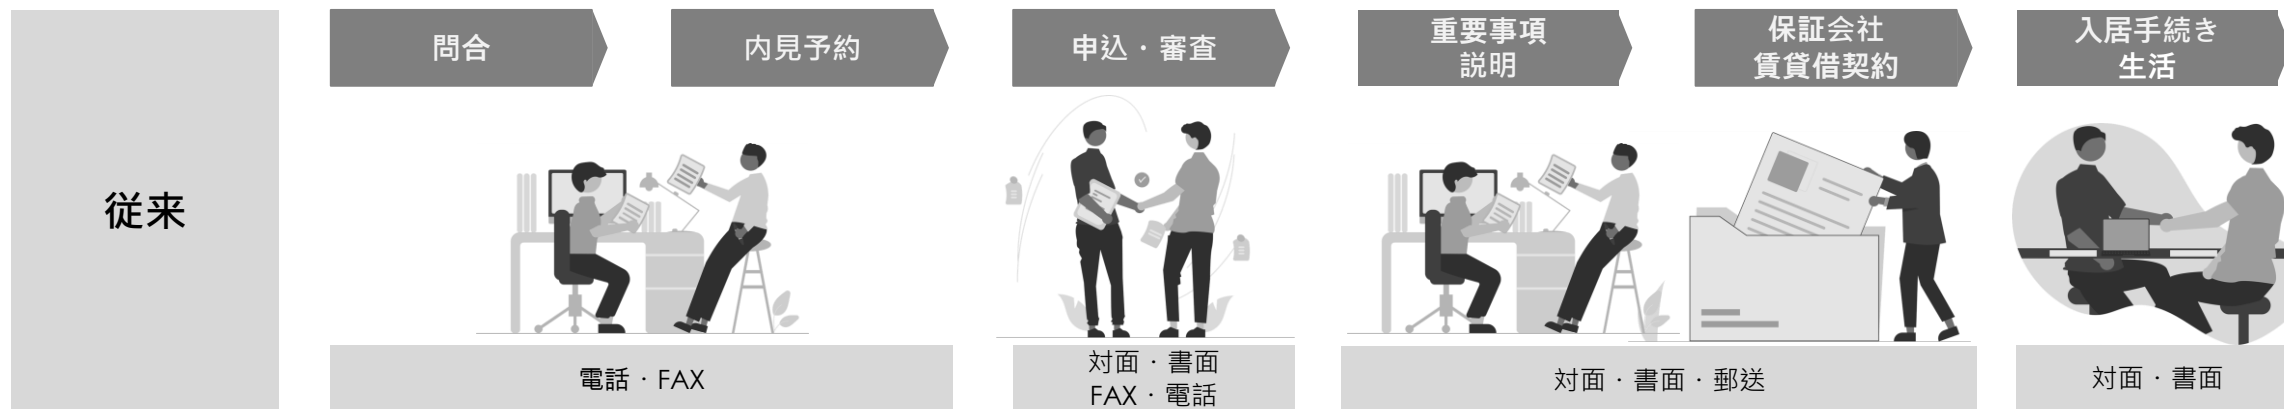 従来
問合
内見予約
申込・審査
重要事項
説明
保証会社
賃貸借契約
入居手続き
生活
電話・FAX
対面・書面
FAX・電話
対面・書面・郵送
対面・書面